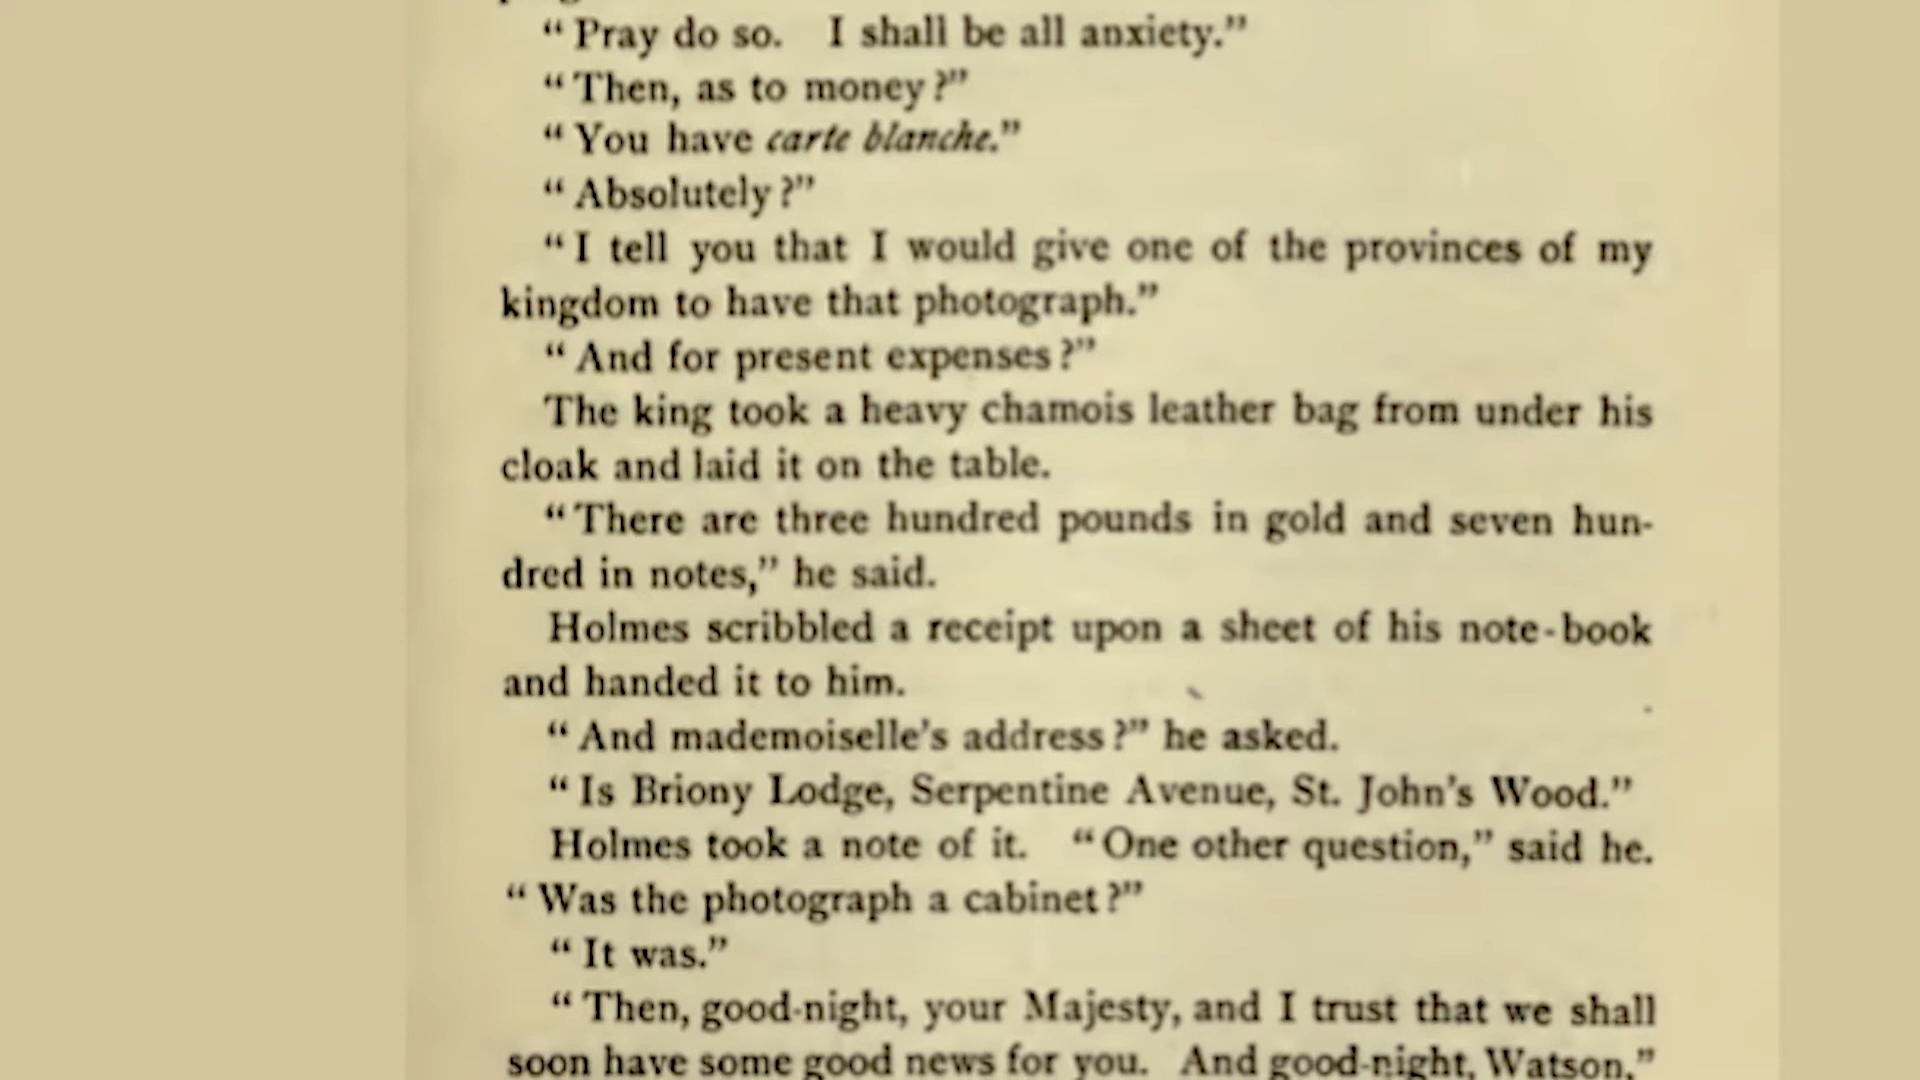 “Pray do so. I shall be all anxiety.”
“Then, as to money?”
“You have carte blanche.”
“Absolutely?”
“I tell you that I would give one of the provinces of my
kingdom to have that photograph.”
“And for present expenses?”
The king took a heavy chamois leather bag from under his
cloak and laid it on the table.
“There are three hundred pounds in gold and seven hun-
dred in notes,” he said.
Holmes scribbled a receipt upon a sheet of his note-book
and handed it to him.
“And mademoiselle’s address?” he asked.
“Is Briony Lodge, Serpentine Avenue, St. John’s Wood.”
Holmes took a note of it. “One other question,” said he.
“Was the photograph a cabinet?”
“It was.”
“Then, good-night, your Majesty, and I trust that we shall
soon have some good news for you. And good-night, Watson,”